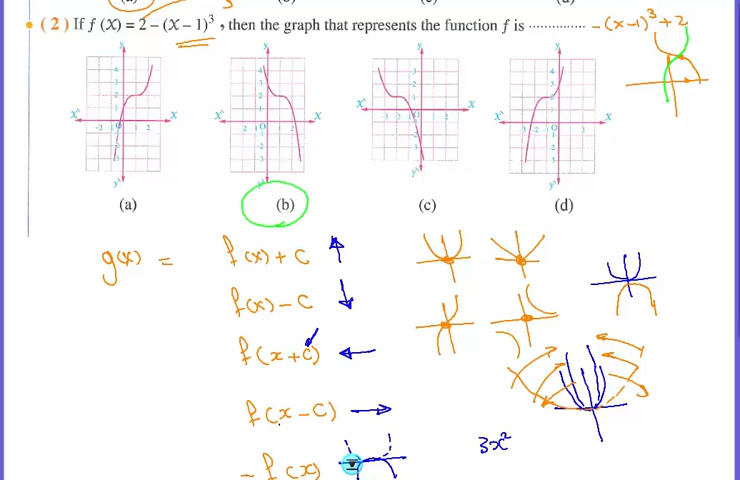 (2) If f (X) = 2 – (X – 1)³ , then the graph that represents the function f is ................ – (x–1)³ + 2
(a) (b) (c) (d)
g(x) = f(x) + C
f(x) – C
f(x + C)
f(x – C)
3x²
– f(x)